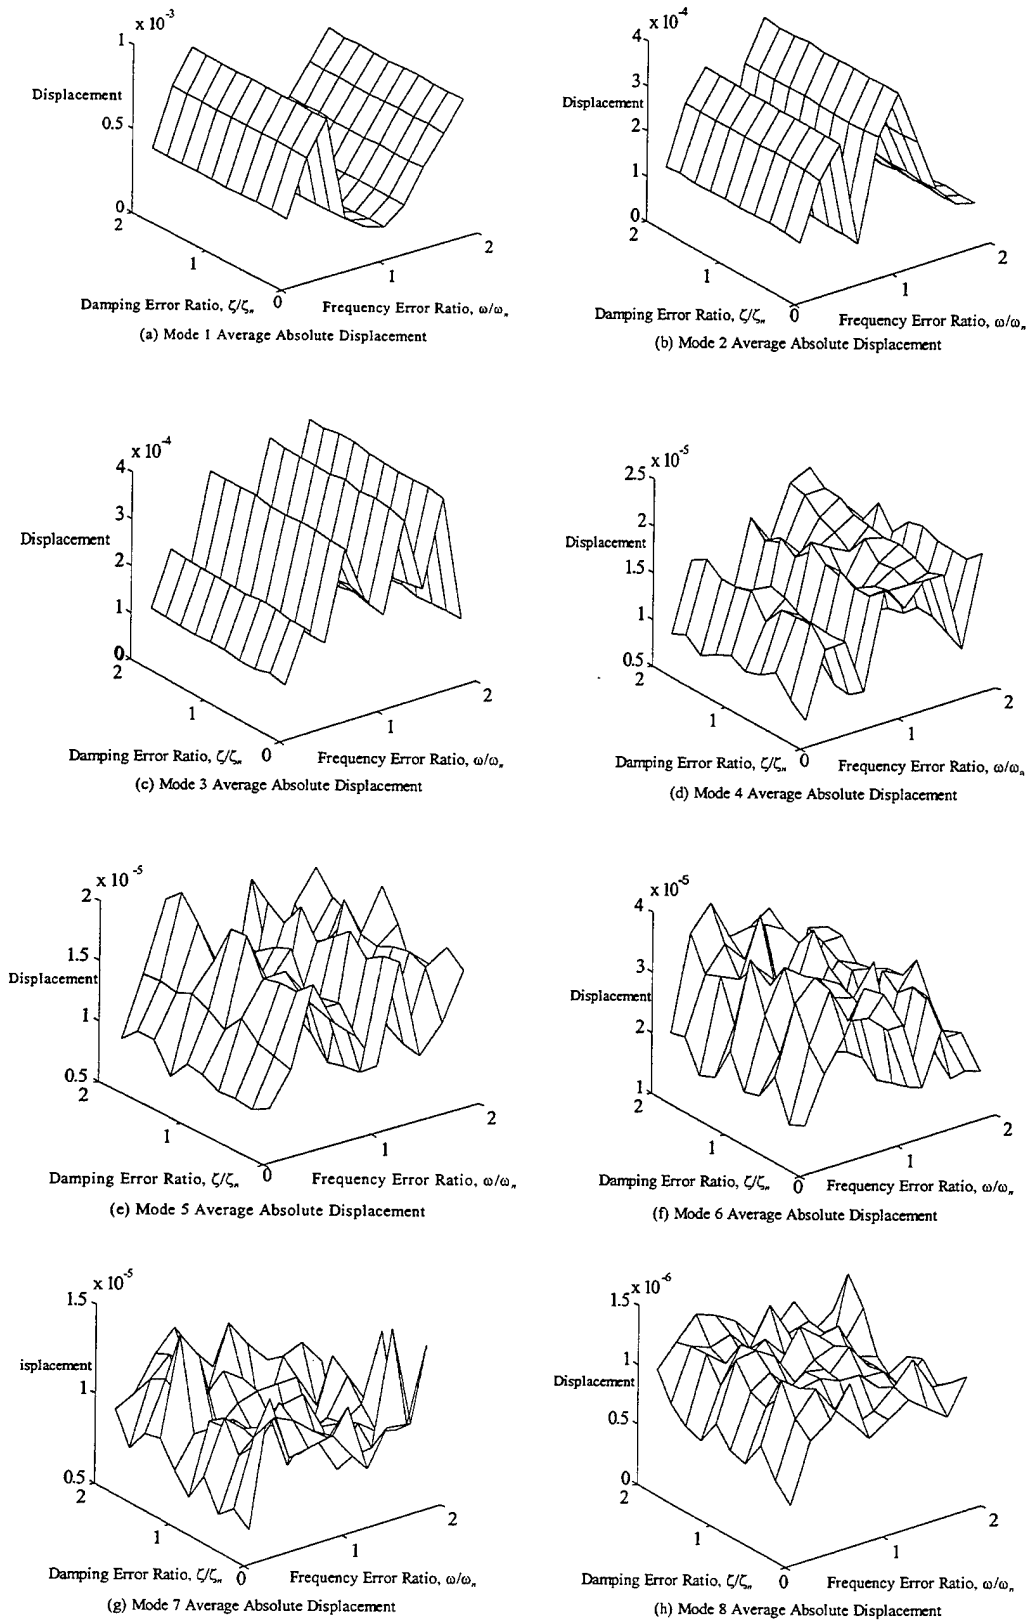 x 10⁻³
1
Displacement
0.5
0
2
1
0
1
2
Damping Error Ratio, ζ/ζₙ
Frequency Error Ratio, ω/ωₙ
(a) Mode 1 Average Absolute Displacement
x 10⁻⁴
4
3
Displacement
2
1
0
2
1
0
1
2
Damping Error Ratio, ζ/ζₙ
Frequency Error Ratio, ω/ωₙ
(b) Mode 2 Average Absolute Displacement
x 10⁻⁴
4
3
Displacement
2
1
0
2
1
0
1
2
Damping Error Ratio, ζ/ζₙ
Frequency Error Ratio, ω/ωₙ
(c) Mode 3 Average Absolute Displacement
x 10⁻⁵
2.5
2
Displacement
1.5
1
0.5
2
1
0
1
2
Damping Error Ratio, ζ/ζₙ
Frequency Error Ratio, ω/ωₙ
(d) Mode 4 Average Absolute Displacement
x 10⁻⁵
2
1.5
Displacement
1
0.5
2
1
0
1
2
Damping Error Ratio, ζ/ζₙ
Frequency Error Ratio, ω/ωₙ
(e) Mode 5 Average Absolute Displacement
x 10⁻⁵
4
3
Displacement
2
1
2
1
0
1
2
Damping Error Ratio, ζ/ζₙ
Frequency Error Ratio, ω/ωₙ
(f) Mode 6 Average Absolute Displacement
x 10⁻⁵
1.5
isplacement
1
0.5
2
1
0
1
2
Damping Error Ratio, ζ/ζₙ
Frequency Error Ratio, ω/ωₙ
(g) Mode 7 Average Absolute Displacement
x 10⁻⁶
1.5
1
Displacement
0.5
0
2
1
0
1
2
Damping Error Ratio, ζ/ζₙ
Frequency Error Ratio, ω/ωₙ
(h) Mode 8 Average Absolute Displacement